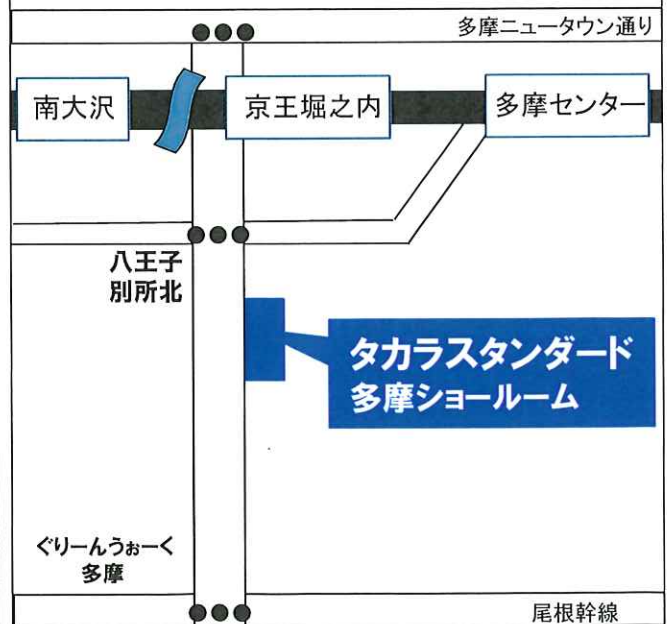 多摩ニュータウン通り
南大沢
京王堀之内
多摩センター
八王子
別所北
タカラスタンダード
多摩ショールーム
ぐりーんうぉーく
多摩
尾根幹線